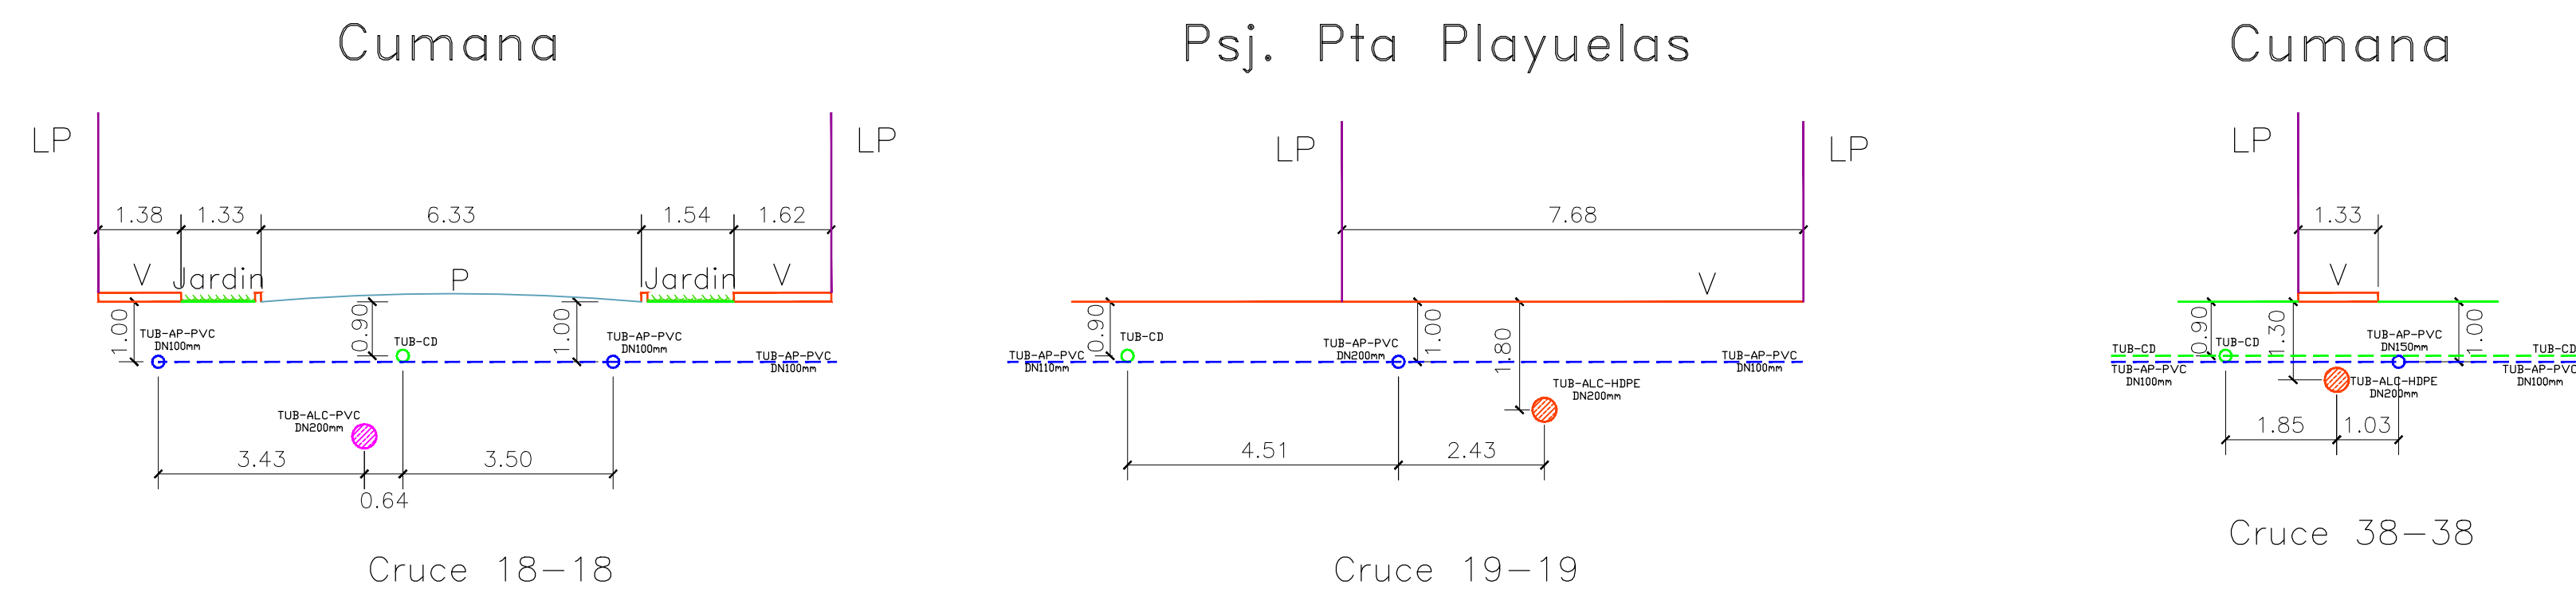 Cumana
LP
LP
1.38
1.33
6.33
1.54
1.62
V
Jardin
P
Jardin
V
1.00
0.90
1.00
TUB-AP-PVC
DN100mm
TUB-CD
TUB-AP-PVC
DN100mm
TUB-AP-PVC
DN100mm
TUB-ALC-PVC
DN200mm
3.43
3.50
0.64
Cruce 18-18
Psj. Pta Playuelas
LP
LP
7.68
V
0.90
1.00
1.80
TUB-CD
TUB-AP-PVC
DN110mm
TUB-AP-PVC
DN200mm
TUB-AP-PVC
DN100mm
TUB-ALC-HDPE
DN200mm
4.51
2.43
Cruce 19-19
Cumana
LP
1.33
V
0.90
1.30
1.00
TUB-CD
TUB-CD
TUB-AP-PVC
DN150mm
TUB-CD
TUB-AP-PVC
DN100mm
TUB-ALC-HDPE
DN200mm
TUB-AP-PVC
DN100mm
1.85
1.03
Cruce 38-38